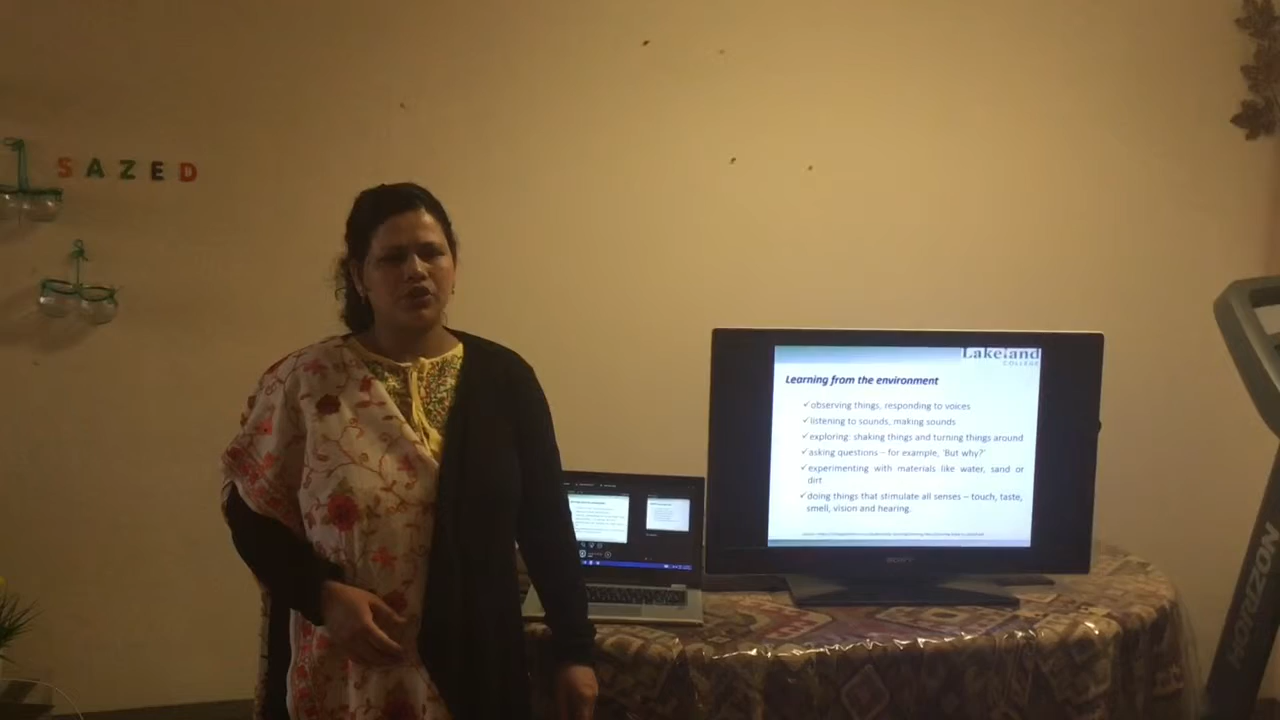 SAZED
Lakeland
COLLEGE
Learning from the environment
✓observing things, responding to voices
✓listening to sounds, making sounds
✓exploring: shaking things and turning things around
✓asking questions – for example, 'But why?'
✓experimenting with materials like water, sand or
dirt
✓doing things that stimulate all senses – touch, taste,
smell, vision and hearing.
SONY
HORIZON